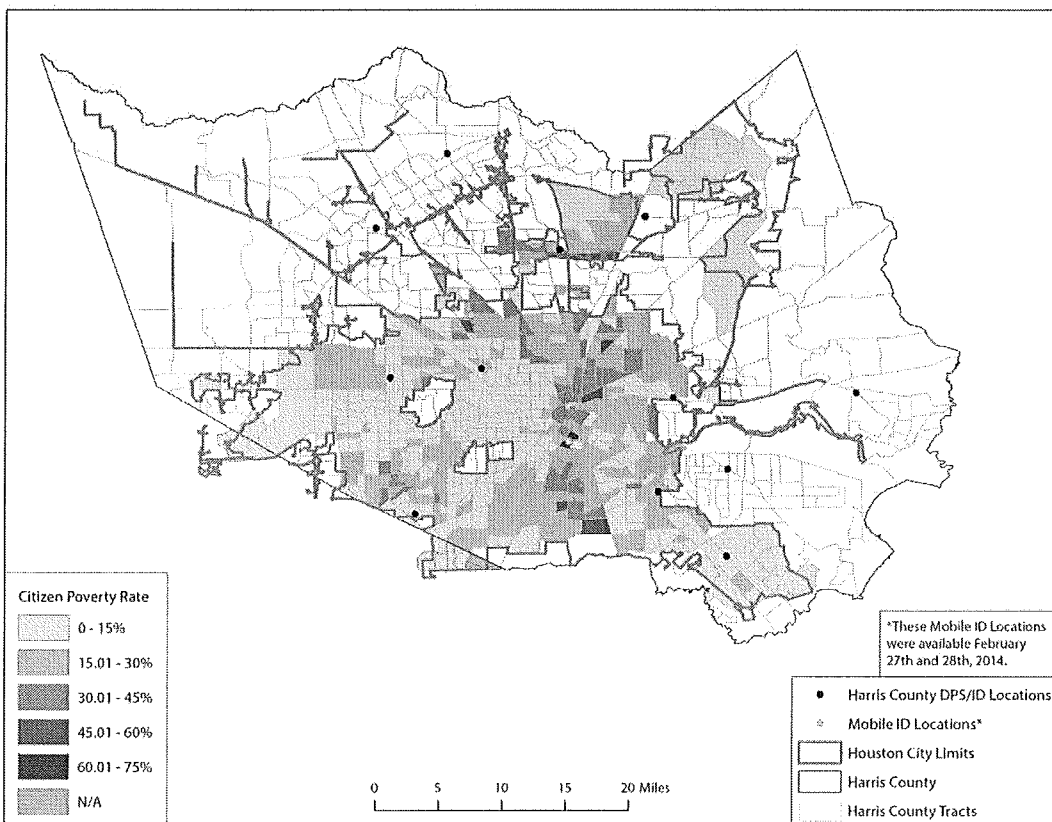 Citizen Poverty Rate
0 - 15%
15.01 - 30%
30.01 - 45%
45.01 - 60%
60.01 - 75%
N/A
0 5 10 15 20 Miles
*These Mobile ID Locations
were available February
27th and 28th, 2014.
Harris County DPS/ID Locations
Mobile ID Locations*
Houston City Limits
Harris County
Harris County Tracts